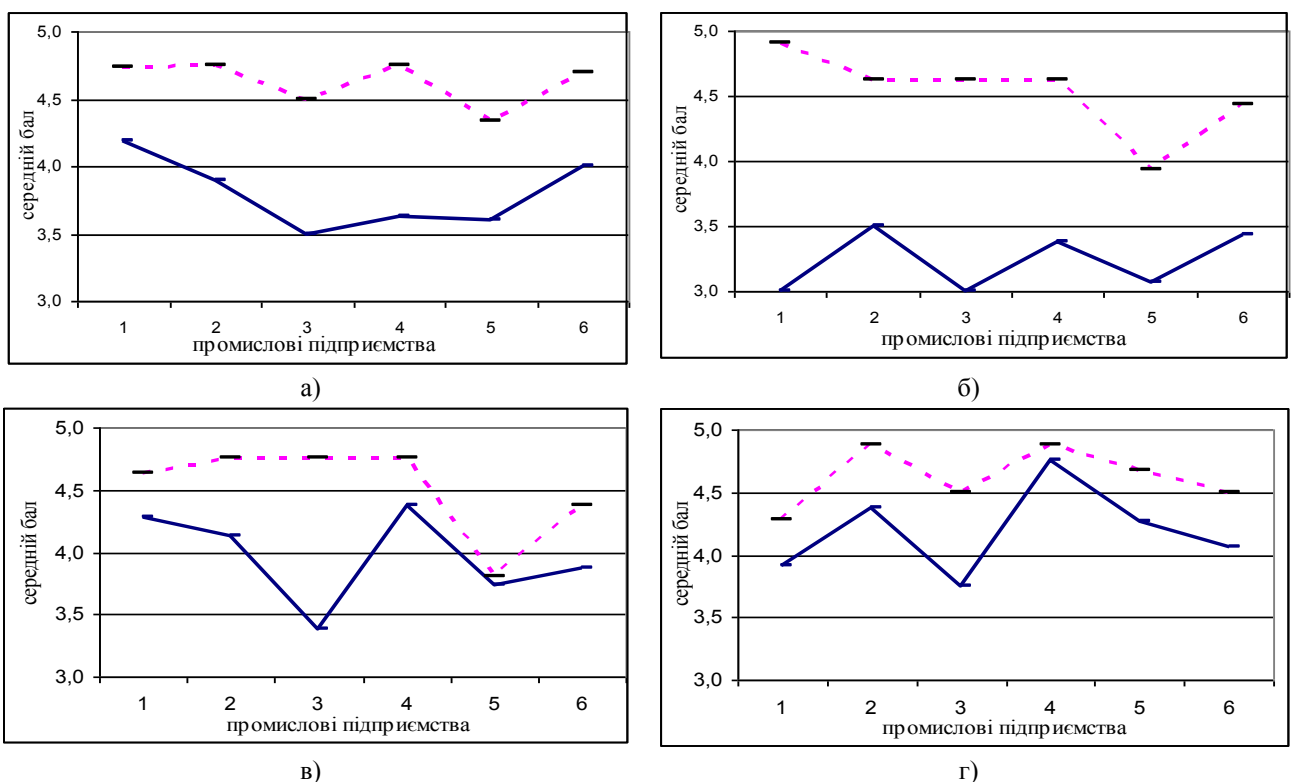 5,0
4,5
4,0
3,5
3,0
середній бал
1 2 3 4 5 6
промислові підприємства
а)
5,0
4,5
4,0
3,5
3,0
середній бал
1 2 3 4 5 6
промислові підприємства
б)
5,0
4,5
4,0
3,5
3,0
середній бал
1 2 3 4 5 6
промислові підприємства
в)
5,0
4,5
4,0
3,5
3,0
середній бал
1 2 3 4 5 6
промислові підприємства
г)